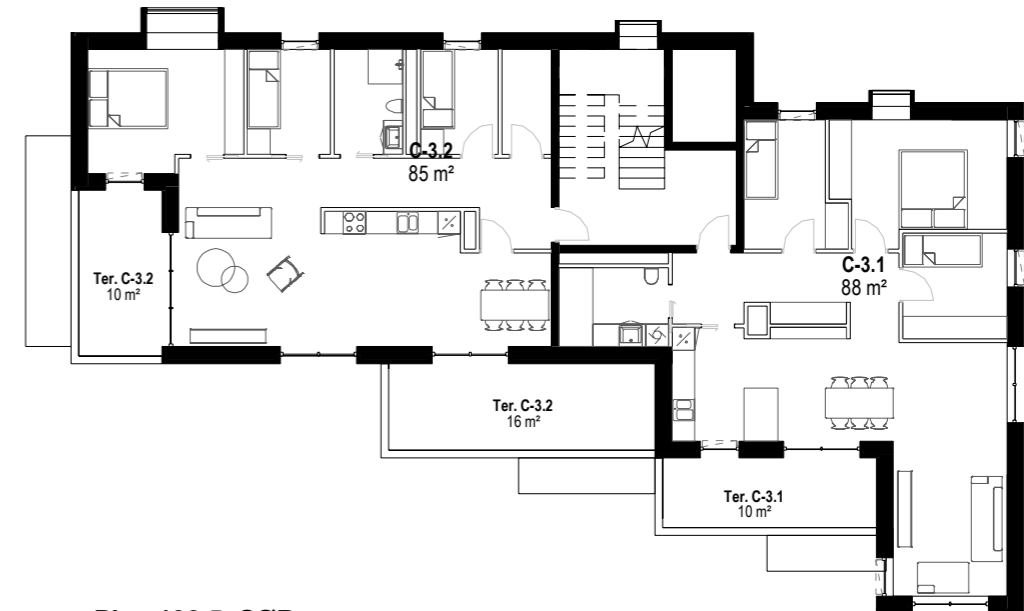 C-3.2
85 m²
Ter. C-3.2
10 m²
C-3.1
88 m²
Ter. C-3.2
16 m²
Ter. C-3.1
10 m²